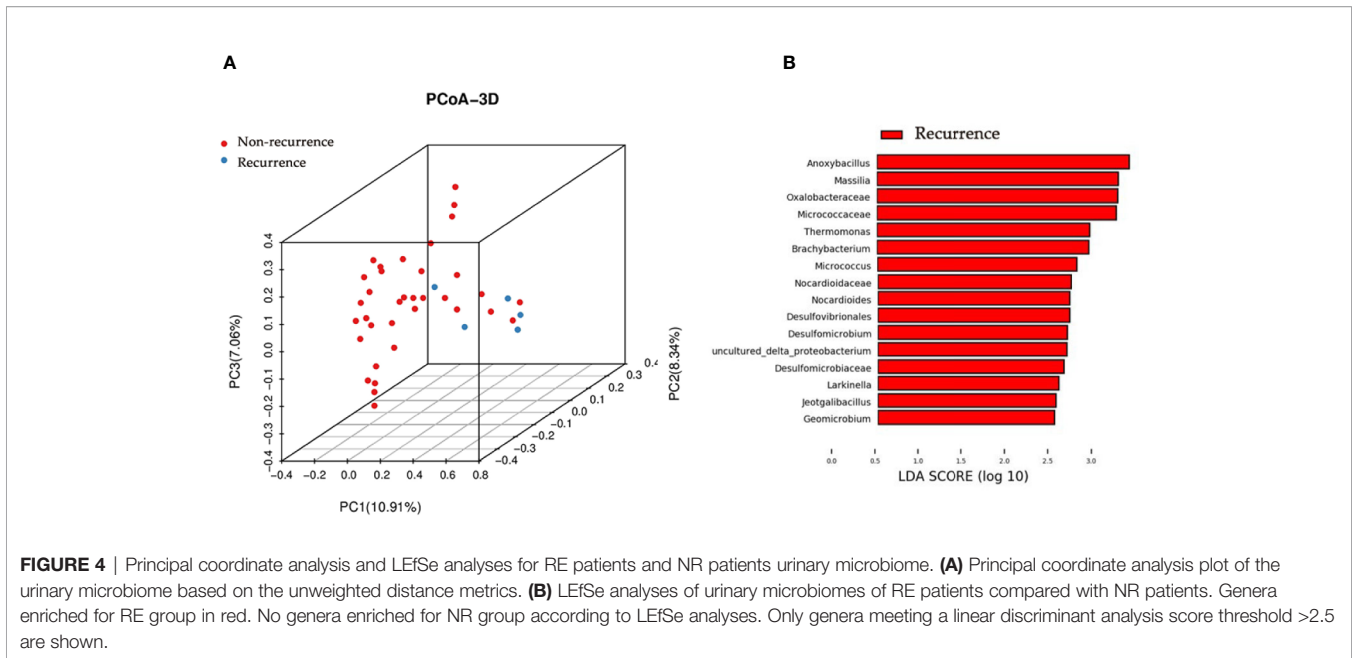 A
PCoA−3D
Non-recurrence
Recurrence
0.4
0.3
0.2
0.1
0.0
−0.1
−0.2
−0.3
−0.4
PC3(7.06%)
−0.4 −0.2 0.0 0.2 0.4 0.6 0.8
PC1(10.91%)
−0.4
−0.3
−0.2
−0.1
0.0
0.1
0.2
0.3
0.4
PC2(8.34%)
B
Recurrence
Anoxybacillus
Massilia
Oxalobacteraceae
Micrococcaceae
Thermomonas
Brachybacterium
Micrococcus
Nocardioidaceae
Nocardioides
Desulfovibrionales
Desulfomicrobium
uncultured_delta_proteobacterium
Desulfomicrobiaceae
Larkinella
Jeotgalibacillus
Geomicrobium
0.0 0.5 1.0 1.5 2.0 2.5 3.0
LDA SCORE (log 10)
FIGURE 4 | Principal coordinate analysis and LEfSe analyses for RE patients and NR patients urinary microbiome. (A) Principal coordinate analysis plot of the
urinary microbiome based on the unweighted distance metrics. (B) LEfSe analyses of urinary microbiomes of RE patients compared with NR patients. Genera
enriched for RE group in red. No genera enriched for NR group according to LEfSe analyses. Only genera meeting a linear discriminant analysis score threshold >2.5
are shown.